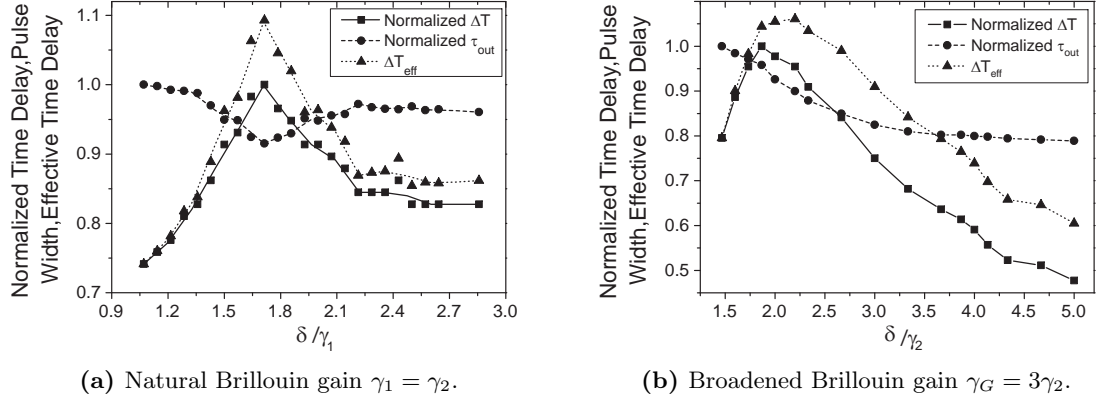 Normalized Time Delay,Pulse
Width,Effective Time Delay
1.1
1.0
0.9
0.8
0.7
0.9
1.2
1.5
1.8
2.1
2.4
2.7
3.0
δ/γ₁
Normalized ΔT
Normalized τout
ΔTeff
(a) Natural Brillouin gain γ₁ = γ₂.
Normalized Time Delay,Pulse
Width,Effective Time Delay
1.0
0.9
0.8
0.7
0.6
0.5
1.5
2.0
2.5
3.0
3.5
4.0
4.5
5.0
δ/γ₂
Normalized ΔT
Normalized τout
ΔTeff
(b) Broadened Brillouin gain γG = 3γ₂.